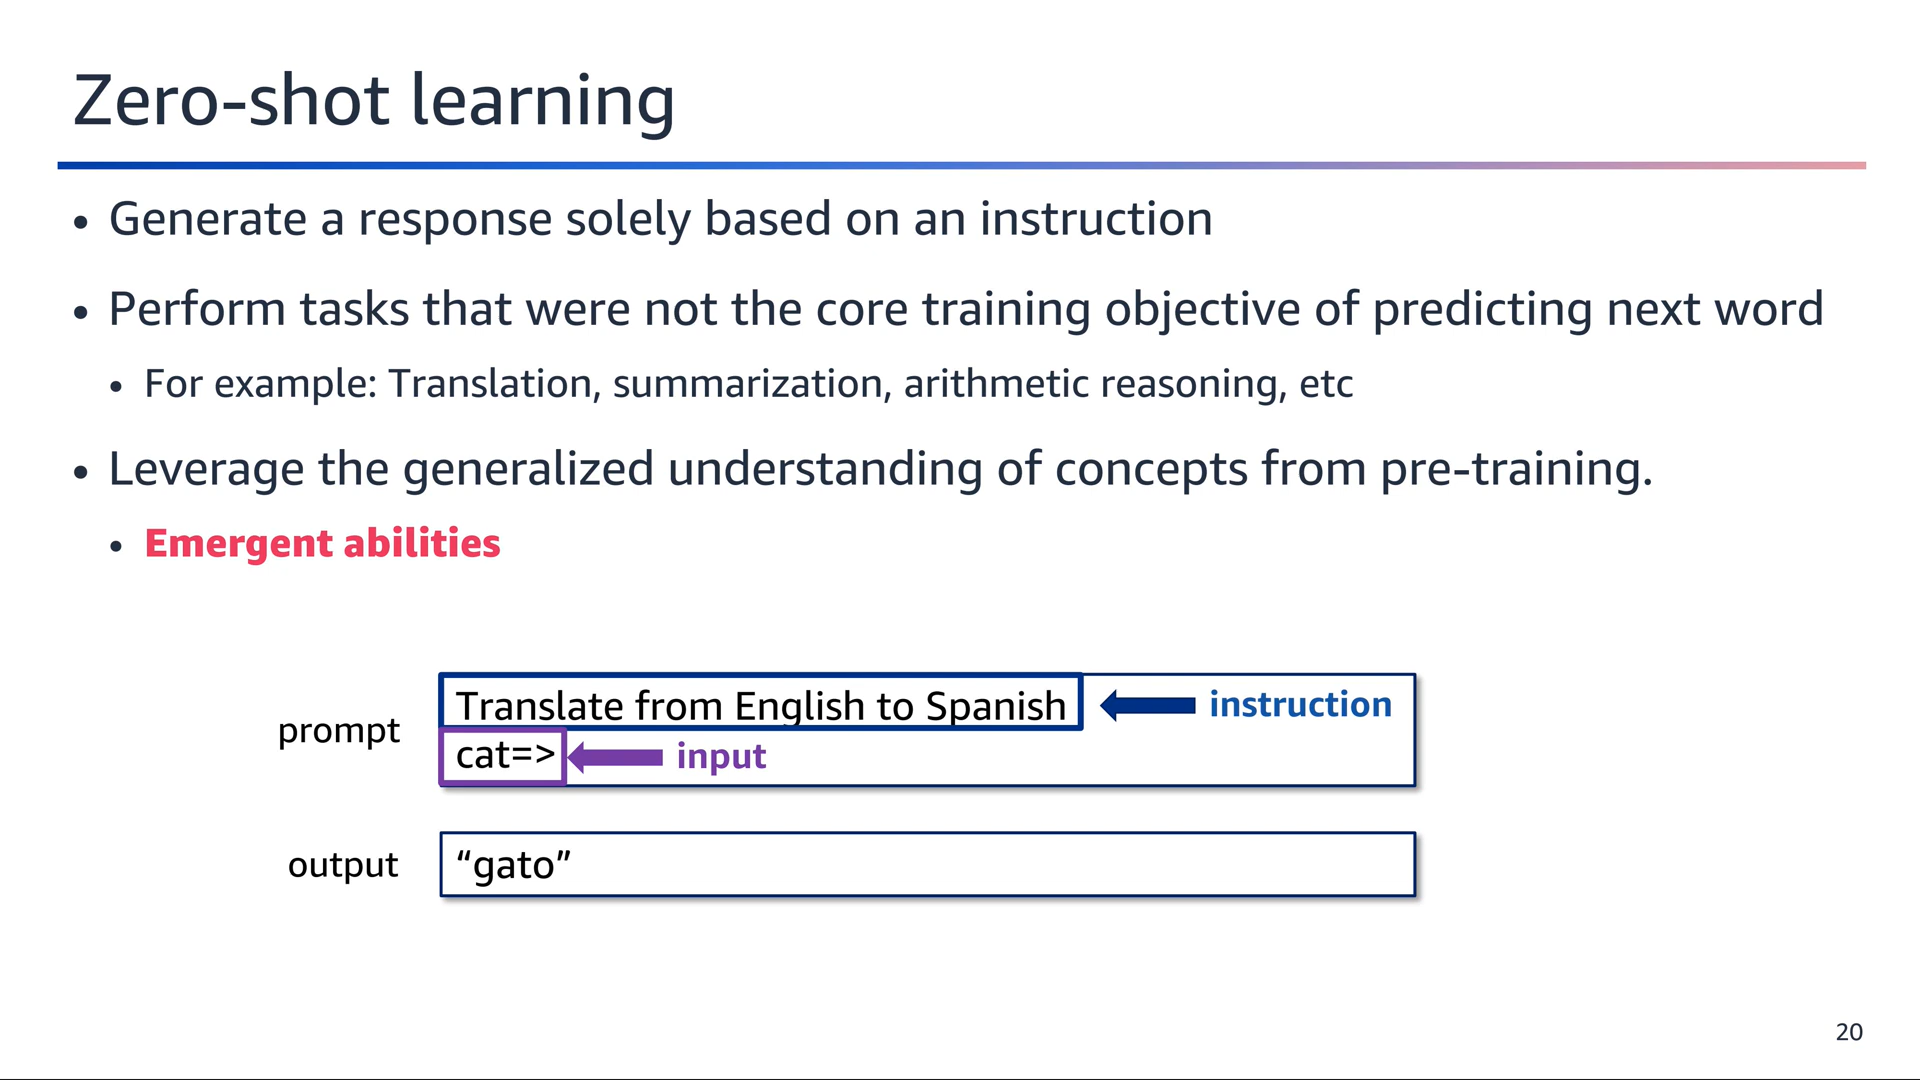 Zero-shot learning
• Generate a response solely based on an instruction
• Perform tasks that were not the core training objective of predicting next word
• For example: Translation, summarization, arithmetic reasoning, etc
• Leverage the generalized understanding of concepts from pre-training.
• Emergent abilities
prompt
Translate from English to Spanish
instruction
cat=>
input
output
“gato”
20